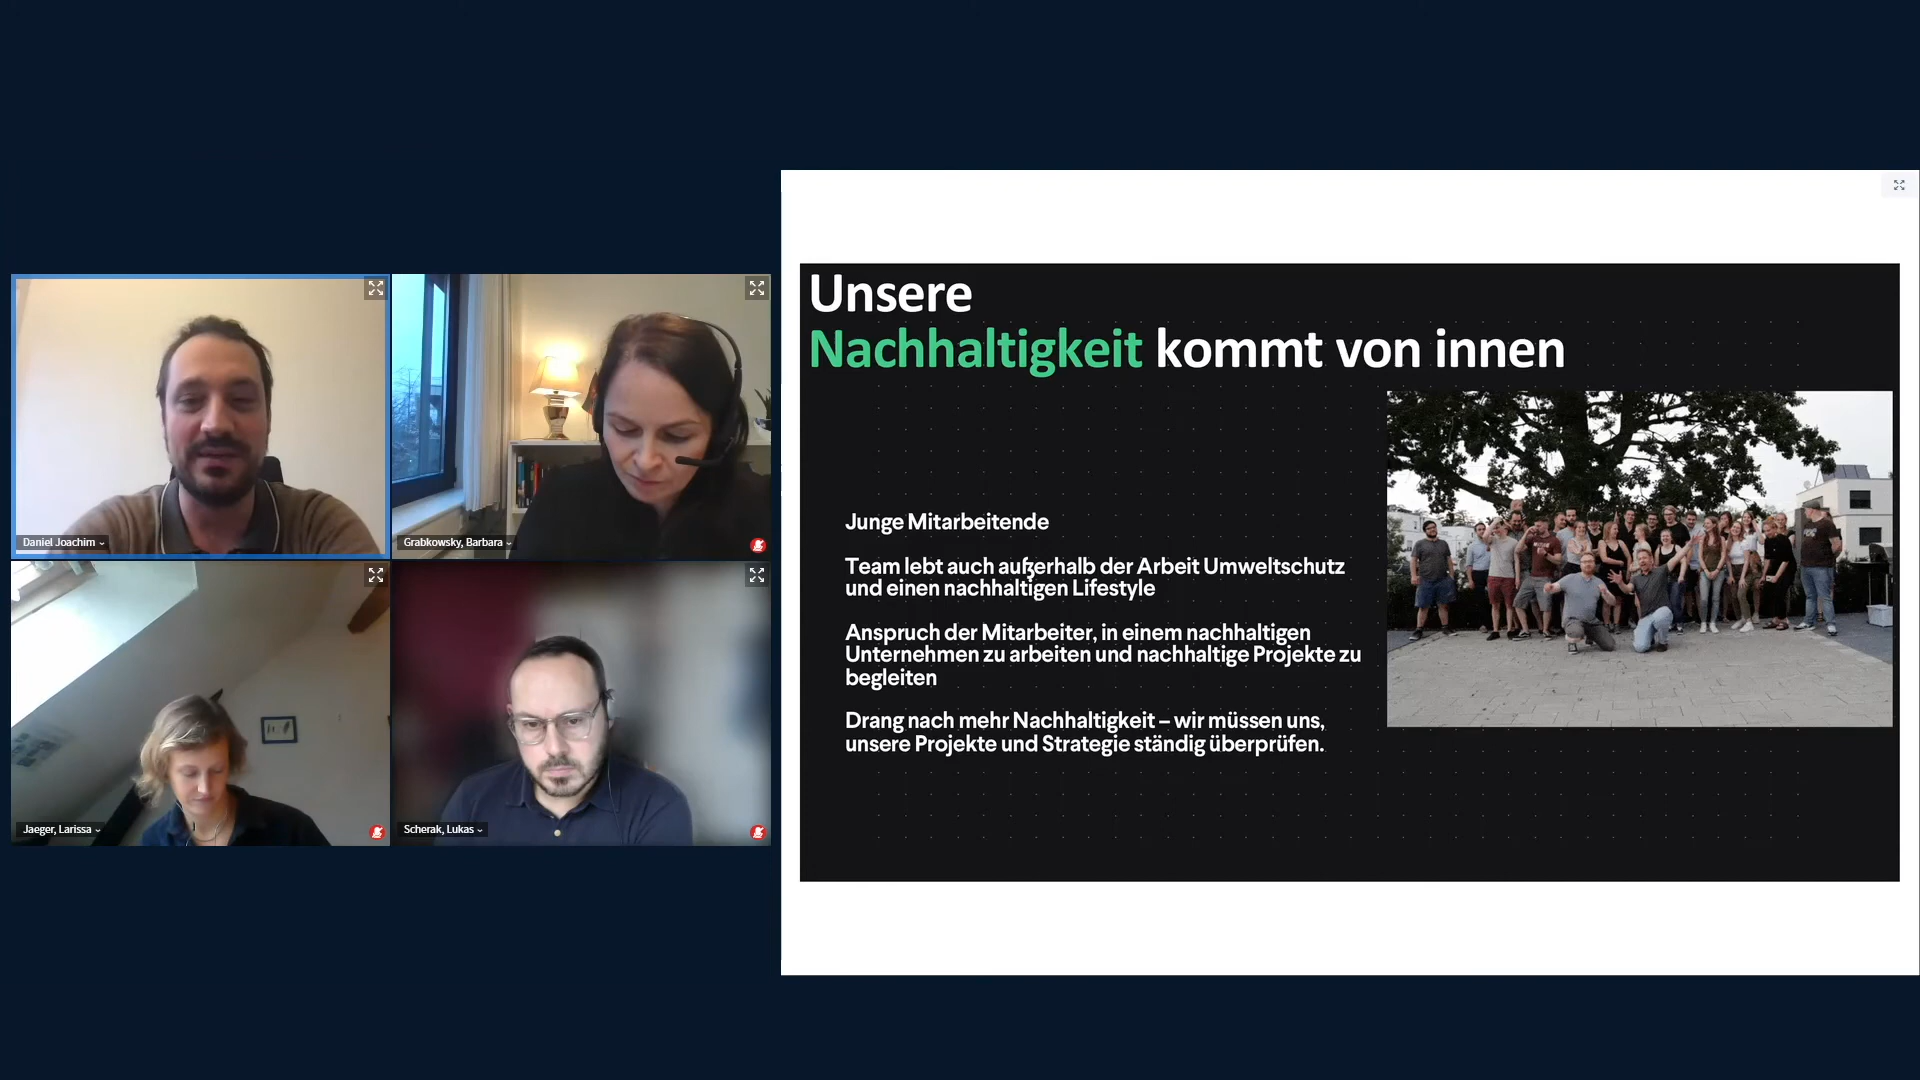 Unsere
Nachhaltigkeit kommt von innen
Junge Mitarbeitende
Team lebt auch außerhalb der Arbeit Umweltschutz
und einen nachhaltigen Lifestyle
Anspruch der Mitarbeiter, in einem nachhaltigen
Unternehmen zu arbeiten und nachhaltige Projekte zu
begleiten
Drang nach mehr Nachhaltigkeit – wir müssen uns,
unsere Projekte und Strategie ständig überprüfen.
Daniel Joachim
Grabkowsky, Barbara
Jaeger, Larissa
Scherak, Lukas